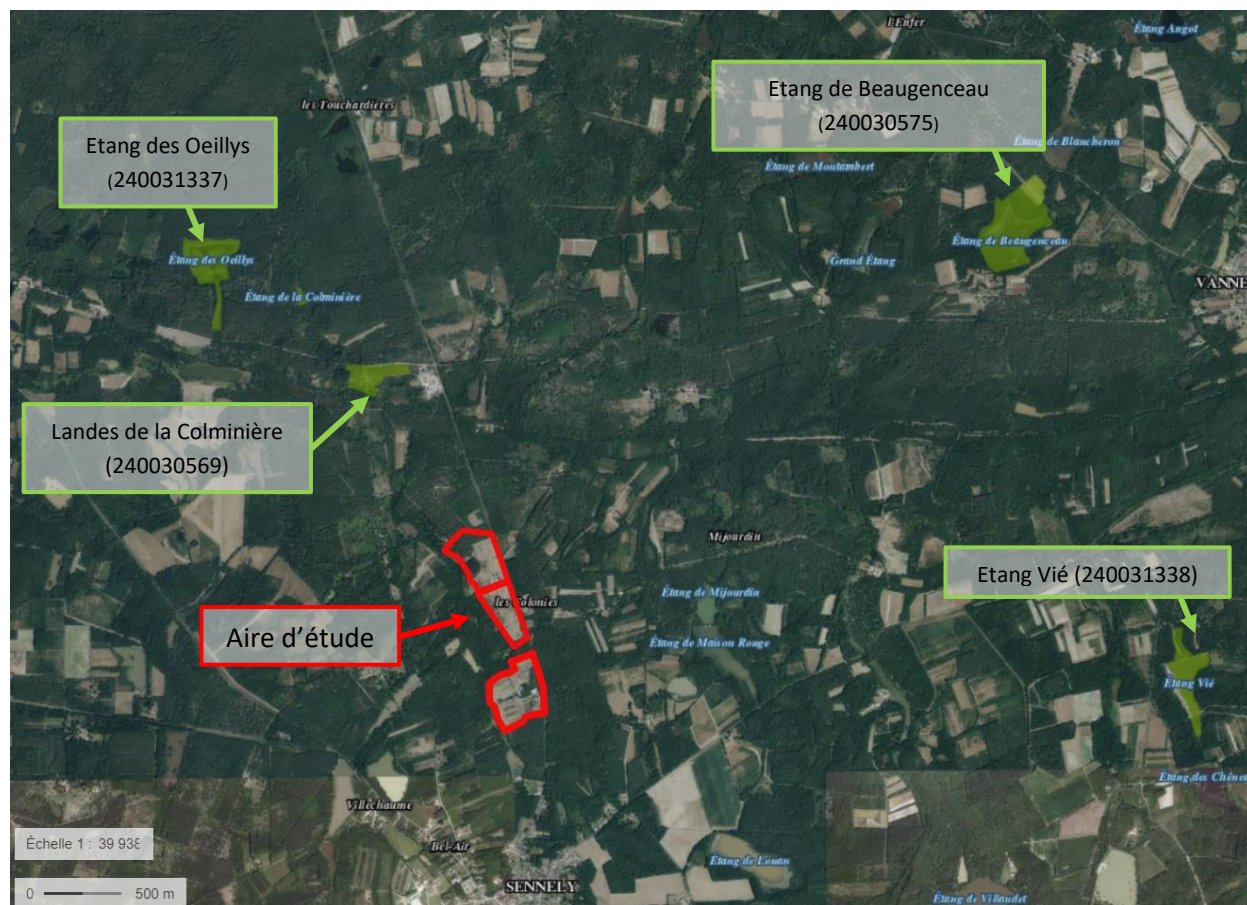 l'Enfer
Étang Angot
Etang de Beaugenceau
(240030575)
les Touchardières
Etang des Oeillys
(240031337)
Étang de Blancheron
Étang de Montambert
Étang de Beaugenceau
Étang des Oeillys
Grand Étang
VANNE
Étang de la Colminière
Landes de la Colminière
(240030569)
Mijourdin
Etang Vié (240031338)
Étang de Mijourdin
les Colonies
Aire d'étude
Étang de Maison Rouge
Étang Vié
Étang des Chêne
Villechaume
Échelle 1 : 39 938
Bel-Air
Étang de Louan
SENNELY
0 500 m
Étang de Villaudet